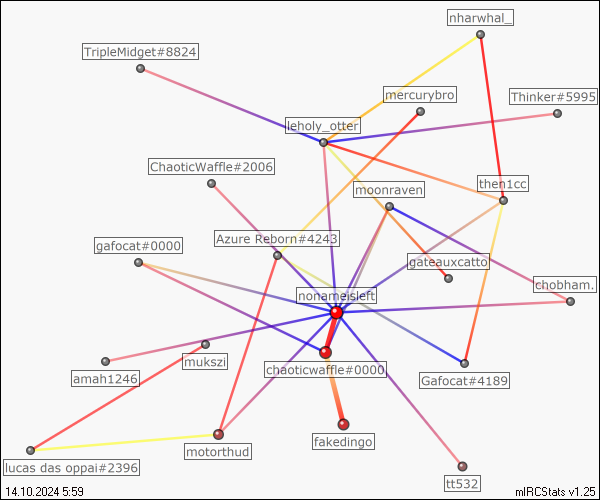 nharwhal_
TripleMidget#8824
mercurybro
Thinker#5995
leholy_otter
ChaoticWaffle#2006
moonraven
then1cc
Azure Reborn#4243
gafocat#0000
gateauxcatto
chobham.
nonameisleft
mukszi
chaoticwaffle#0000
amah1246
Gafocat#4189
fakedingo
motorthud
lucas das oppai#2396
tt532
14.10.2024 5:59
mIRCStats v1.25